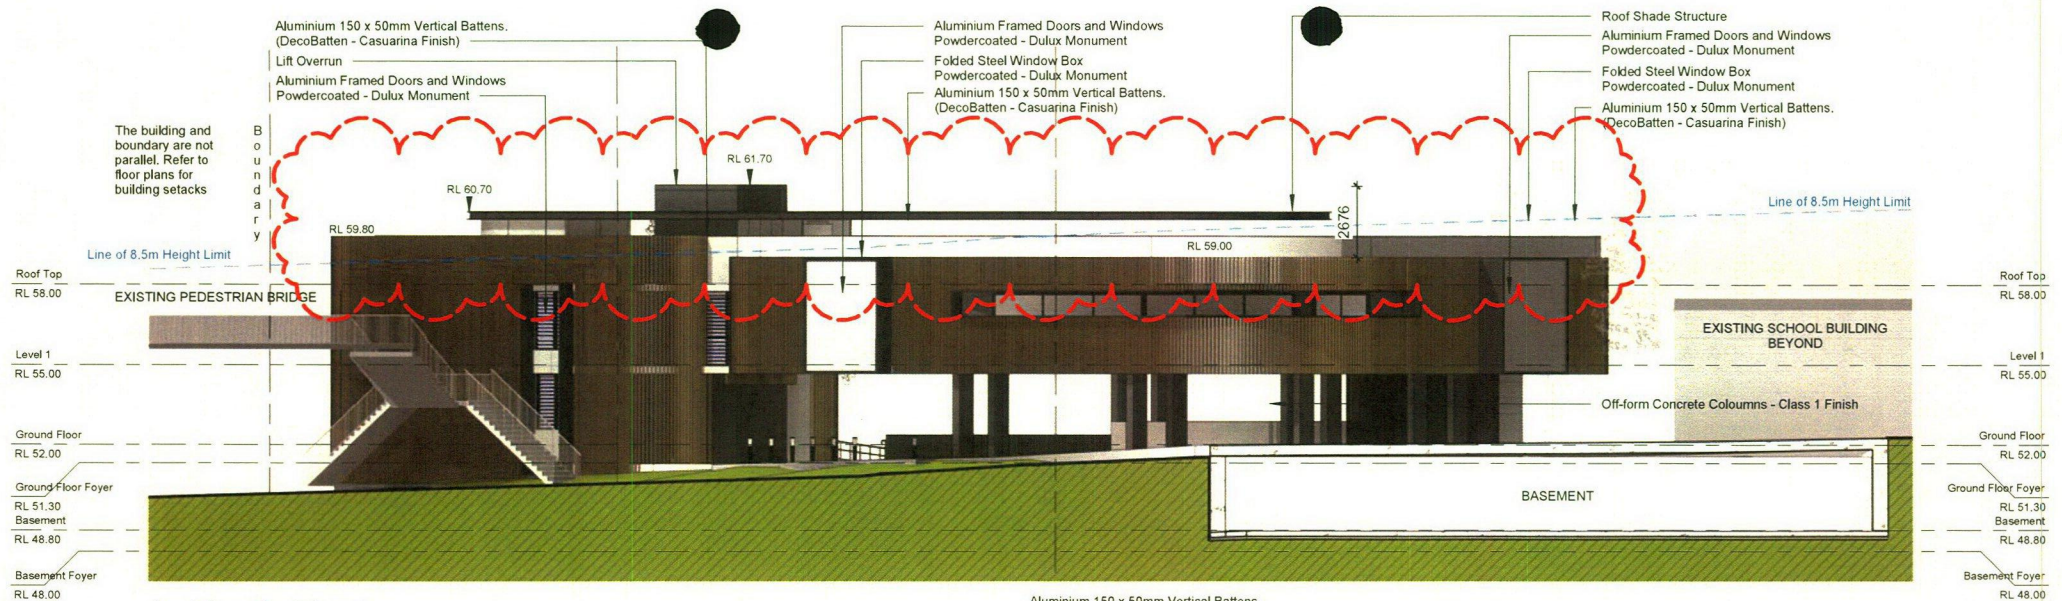 Aluminium 150 x 50mm Vertical Battens.
(DecoBatten - Casuarina Finish)
Lift Overrun
Aluminium Framed Doors and Windows
Powdercoated - Dulux Monument
Aluminium Framed Doors and Windows
Powdercoated - Dulux Monument
Folded Steel Window Box
Powdercoated - Dulux Monument
Aluminium 150 x 50mm Vertical Battens.
(DecoBatten - Casuarina Finish)
Roof Shade Structure
Aluminium Framed Doors and Windows
Powdercoated - Dulux Monument
Folded Steel Window Box
Powdercoated - Dulux Monument
Aluminium 150 x 50mm Vertical Battens.
(DecoBatten - Casuarina Finish)
The building and
boundary are not
parallel. Refer to
floor plans for
building setacks
Boundary
RL 61.70
RL 60.70
RL 59.80
RL 59.00
2676
Line of 8.5m Height Limit
Line of 8.5m Height Limit
Roof Top
RL 58.00
EXISTING PEDESTRIAN BRIDGE
Level 1
RL 55.00
Ground Floor
RL 52.00
Ground Floor Foyer
RL 51.30
Basement
RL 48.80
Basement Foyer
RL 48.00
EXISTING SCHOOL BUILDING
BEYOND
Off-form Concrete Coloumns - Class 1 Finish
BASEMENT
Roof Top
RL 58.00
Level 1
RL 55.00
Ground Floor
RL 52.00
Ground Floor Foyer
RL 51.30
Basement
RL 48.80
Basement Foyer
RL 48.00
Aluminium 150 x 50mm Vertical Battens